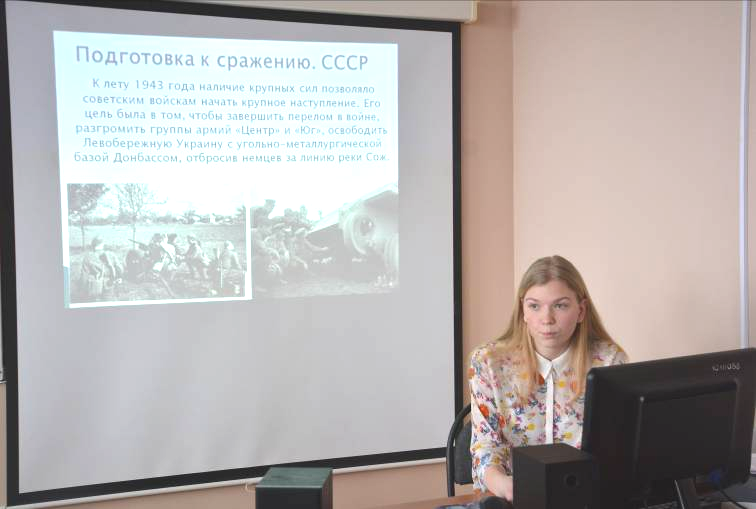 Подготовка к сражению. СССР
К лету 1943 года наличие крупных сил позволяло
советским войскам начать крупное наступление. Его
цель была в том, чтобы завершить перелом в войне,
разгромить группы армий «Центр» и «Юг», освободить
Левобережную Украину с угольно-металлургической
базой Донбассом, отбросив немцев за линию реки Сож.